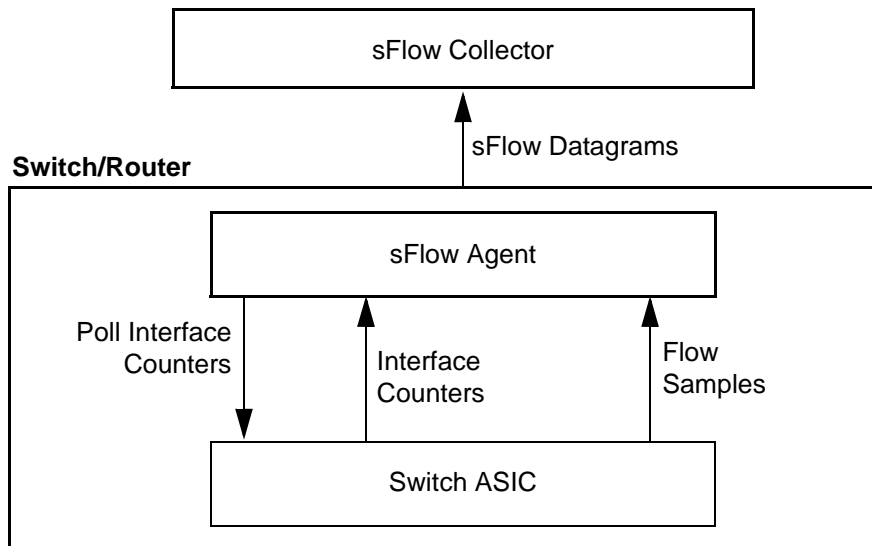 sFlow Collector
sFlow Datagrams
Switch/Router
sFlow Agent
Poll Interface
Counters
Interface
Counters
Flow
Samples
Switch ASIC